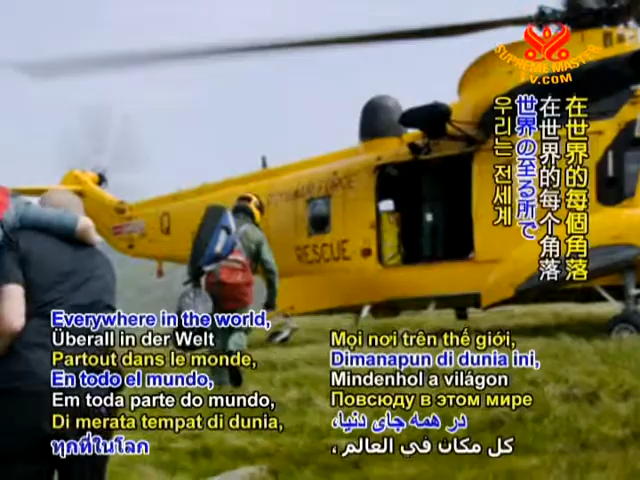 SUPREME MASTER
TV.COM
在世界的每個角落
在世界的每个角落
世界の至る所で
우리는 전세계
ROYAL AIR FORCE
RESCUE
Q
Everywhere in the world,
Überall in der Welt
Partout dans le monde,
En todo el mundo,
Em toda parte do mundo,
Di merata tempat di dunia,
ทุกที่ในโลก
Mọi nơi trên thế giới,
Dimanapun di dunia ini,
Mindenhol a világon
Повсюду в этом мире
در همه جای دنیا،
كل مكان في العالم ،